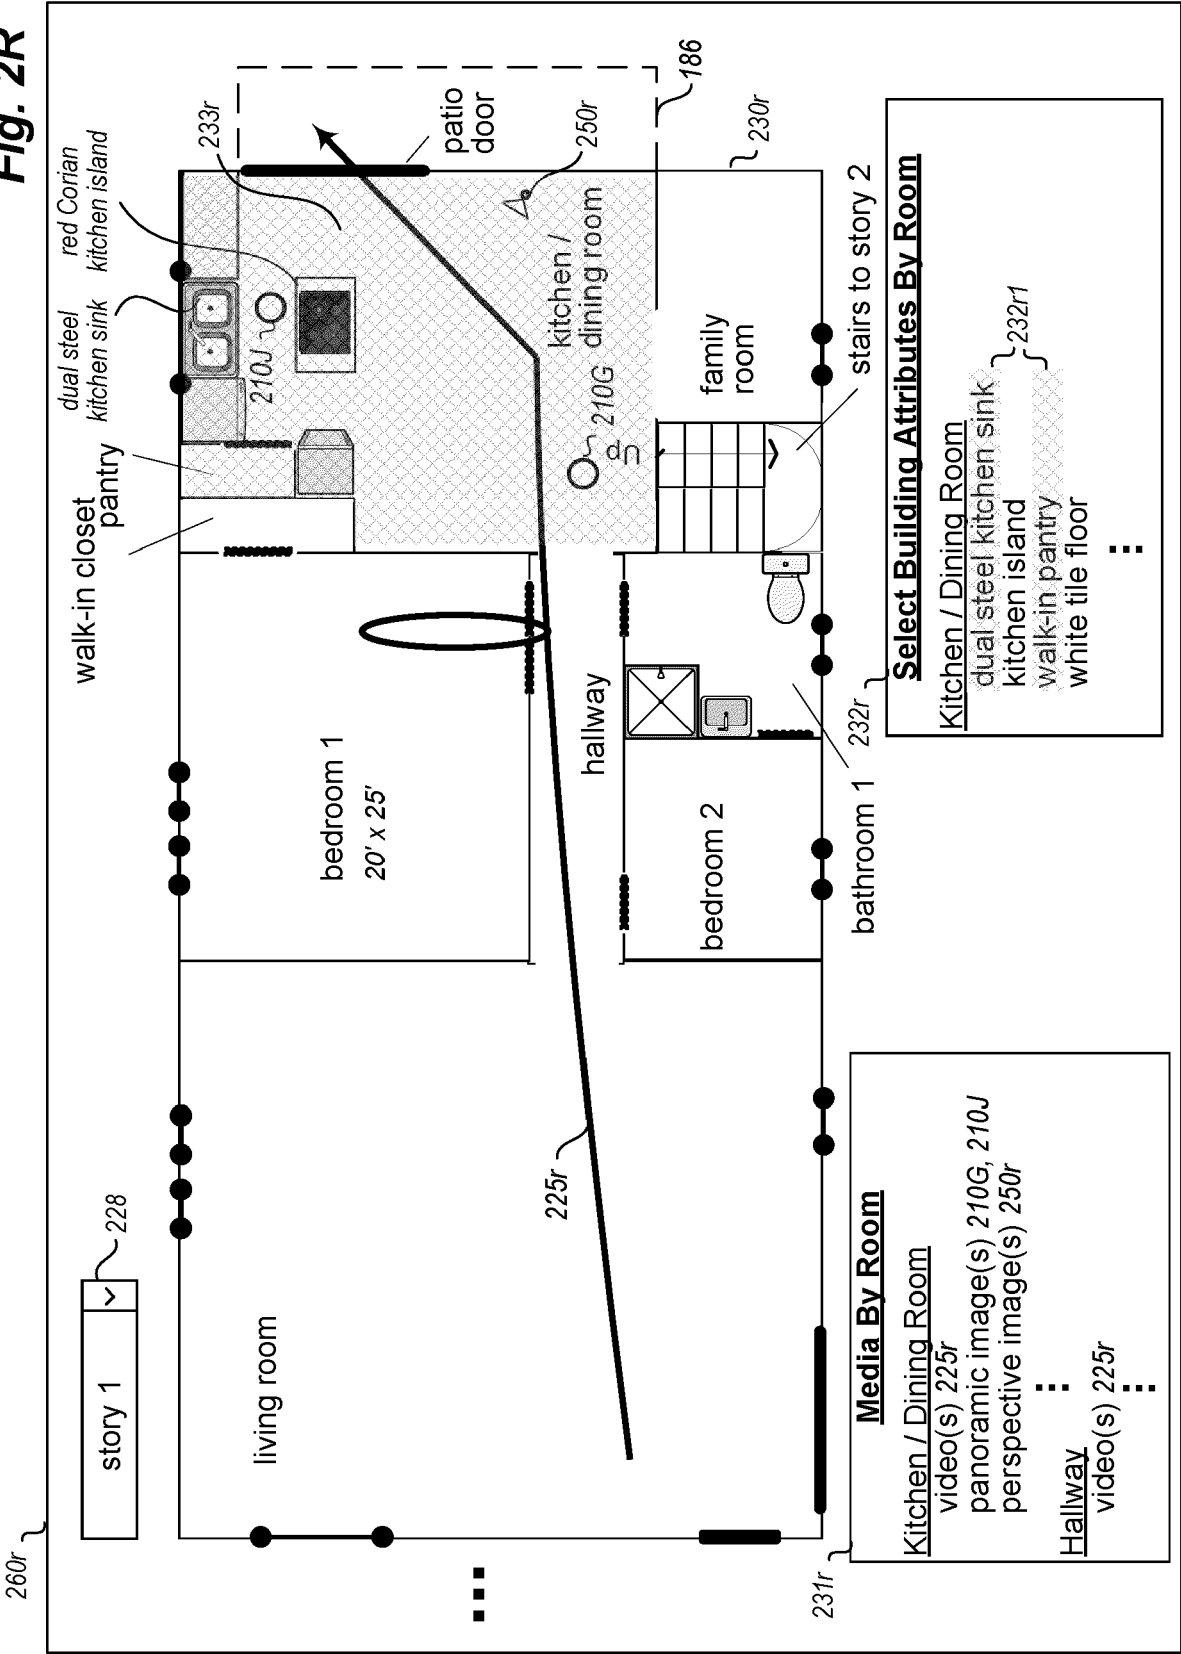 Fig. 2R
260r
story 1
228
living room
225r
walk-in closet
pantry
dual steel
kitchen sink
red Corian
kitchen island
233r
210J
patio
door
250r
186
kitchen /
dining room
210G
dn
230r
family
room
stairs to story 2
bedroom 1
20' x 25'
hallway
bedroom 2
bathroom 1
231r
Media By Room
Kitchen / Dining Room
video(s) 225r
panoramic image(s) 210G, 210J
perspective image(s) 250r
Hallway
video(s) 225r
232r
Select Building Attributes By Room
Kitchen / Dining Room
dual steel kitchen sink
kitchen island
walk-in pantry
white tile floor
232r1